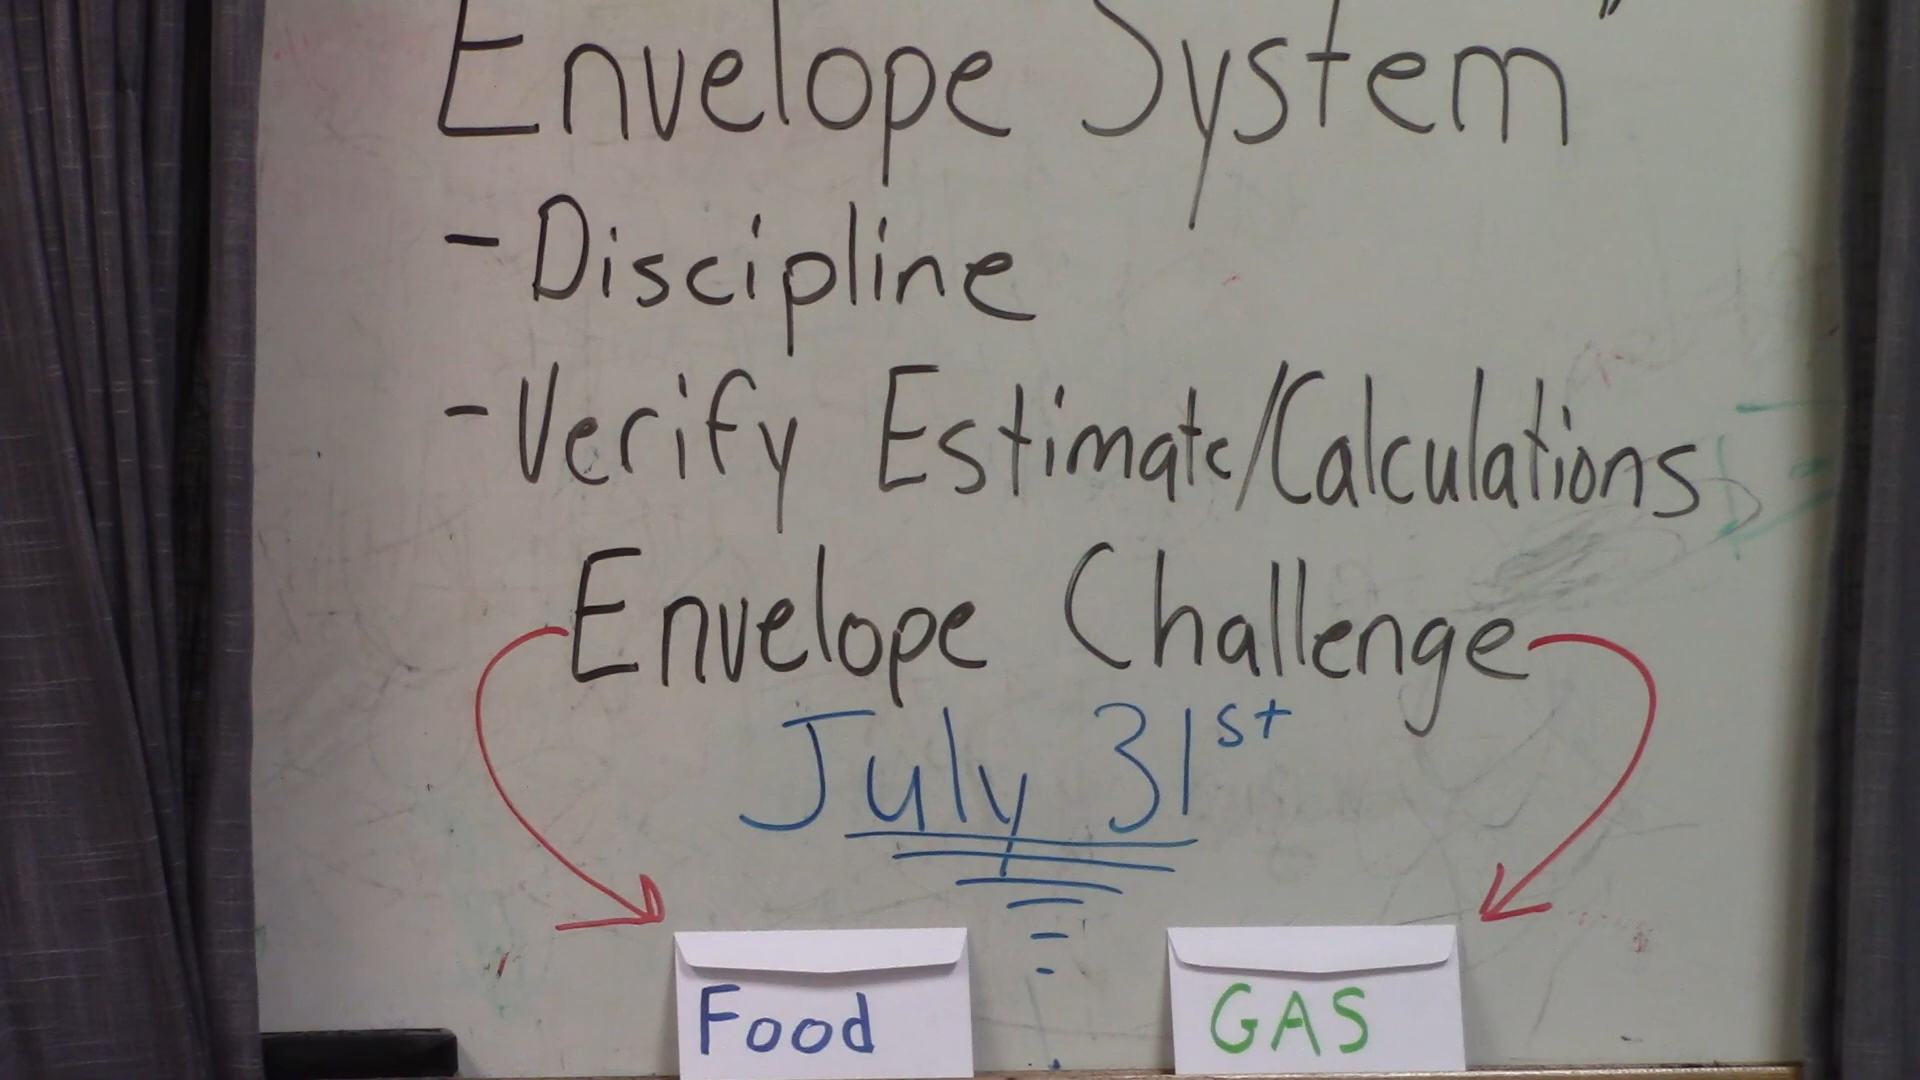 Envelope System"
- Discipline
- Verify Estimate/Calculations
Envelope Challenge
July 31st
Food
GAS